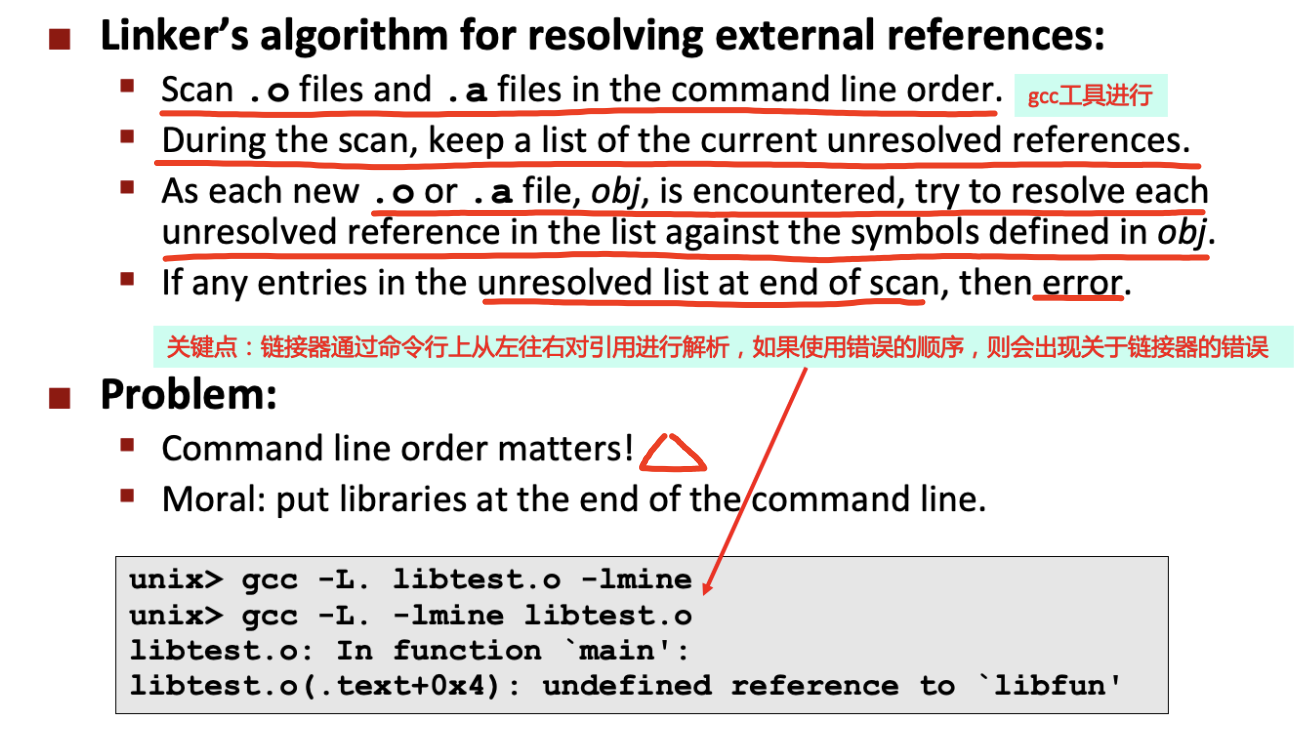 Linker's algorithm for resolving external references:
Scan .o files and .a files in the command line order. gcc工具进行
During the scan, keep a list of the current unresolved references.
As each new .o or .a file, obj, is encountered, try to resolve each
unresolved reference in the list against the symbols defined in obj.
If any entries in the unresolved list at end of scan, then error.
关键点：链接器通过命令行上从左往右对引用进行解析，如果使用错误的顺序，则会出现关于链接器的错误
Problem:
Command line order matters!
Moral: put libraries at the end of the command line.
unix> gcc -L. libtest.o -lmine
unix> gcc -L. -lmine libtest.o
libtest.o: In function `main':
libtest.o(.text+0x4): undefined reference to `libfun'